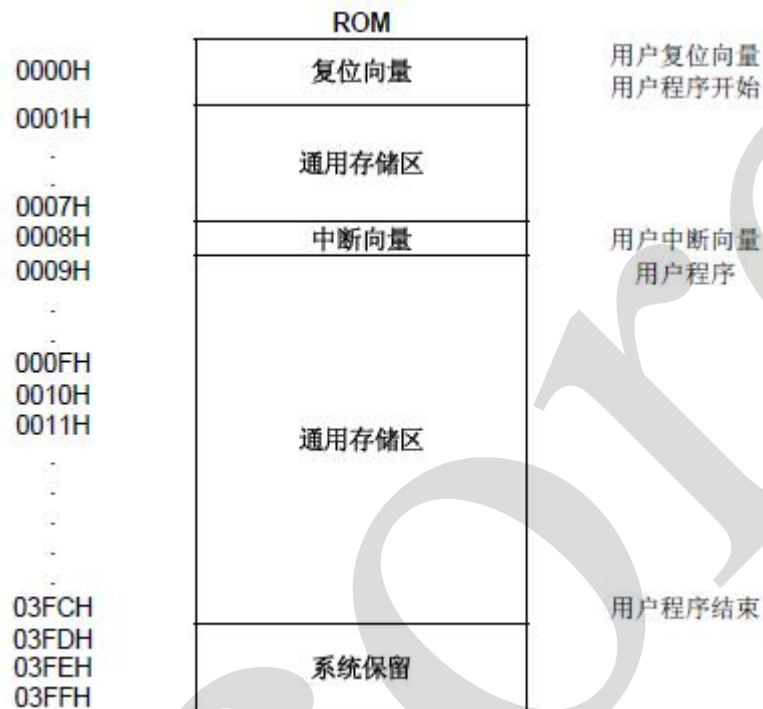 ROM
0000H 复位向量 用户复位向量
用户程序开始
0001H
通用存储区
0007H
0008H 中断向量 用户中断向量
0009H 用户程序
000FH
0010H
0011H
通用存储区
03FCH 用户程序结束
03FDH
03FEH 系统保留
03FFH